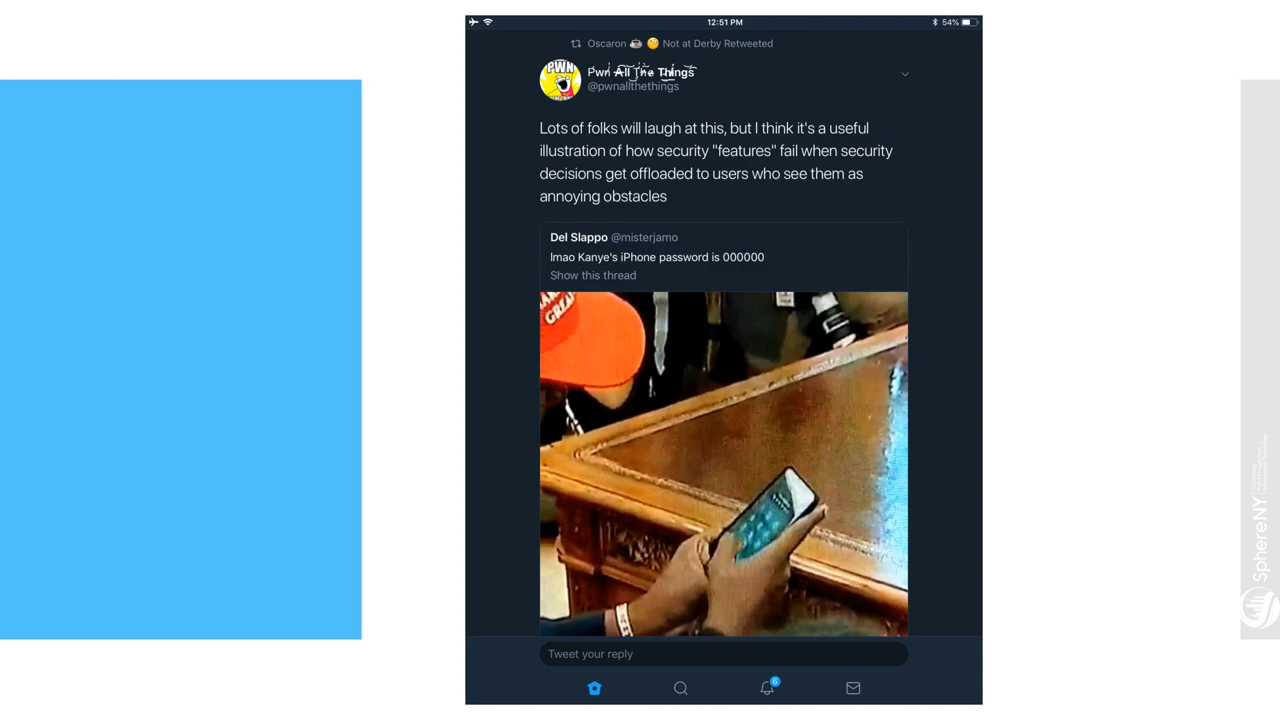 12:51 PM
54%
Oscaron ☕ 🧐 Not at Derby Retweeted
PWN
Pwn All The Things
@pwnallthethings
Lots of folks will laugh at this, but I think it's a useful
illustration of how security "features" fail when security
decisions get offloaded to users who see them as
annoying obstacles
Del Slappo @misterjamo
lmao Kanye's iPhone password is 000000
Show this thread
GREA
Tweet your reply
6
SphereNY